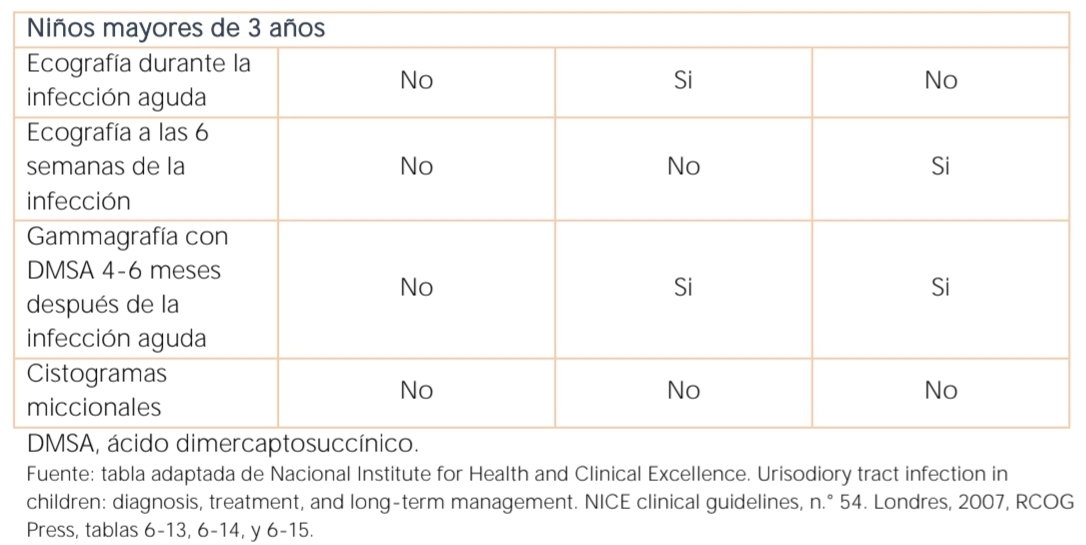 Niños mayores de 3 años
Ecografía durante la
infección aguda
No
Si
No
Ecografía a las 6
semanas de la
infección
No
No
Si
Gammagrafía con
DMSA 4-6 meses
después de la
infección aguda
No
Si
Si
Cistogramas
miccionales
No
No
No
DMSA, ácido dimercaptosuccínico.
Fuente: tabla adaptada de Nacional Institute for Health and Clinical Excellence. Urisodiory tract infection in
children: diagnosis, treatment, and long-term management. NICE clinical guidelines, n.° 54. Londres, 2007, RCOG
Press, tablas 6-13, 6-14, y 6-15.